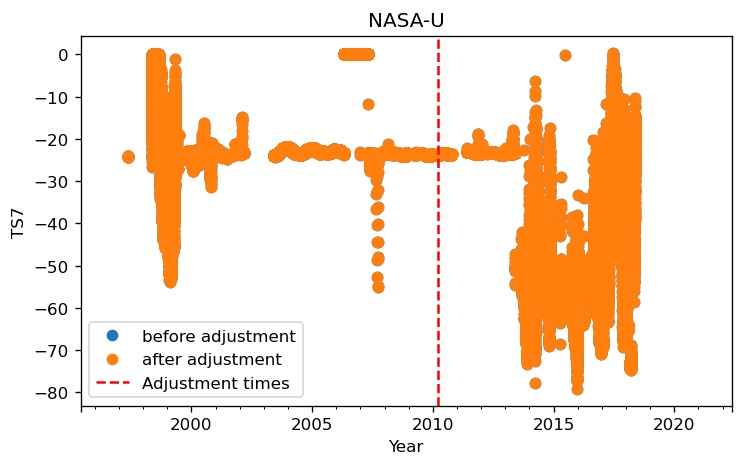 NASA-U
TS7
0
−10
−20
−30
−40
−50
−60
−70
−80
before adjustment
after adjustment
Adjustment times
2000 2005 2010 2015 2020
Year